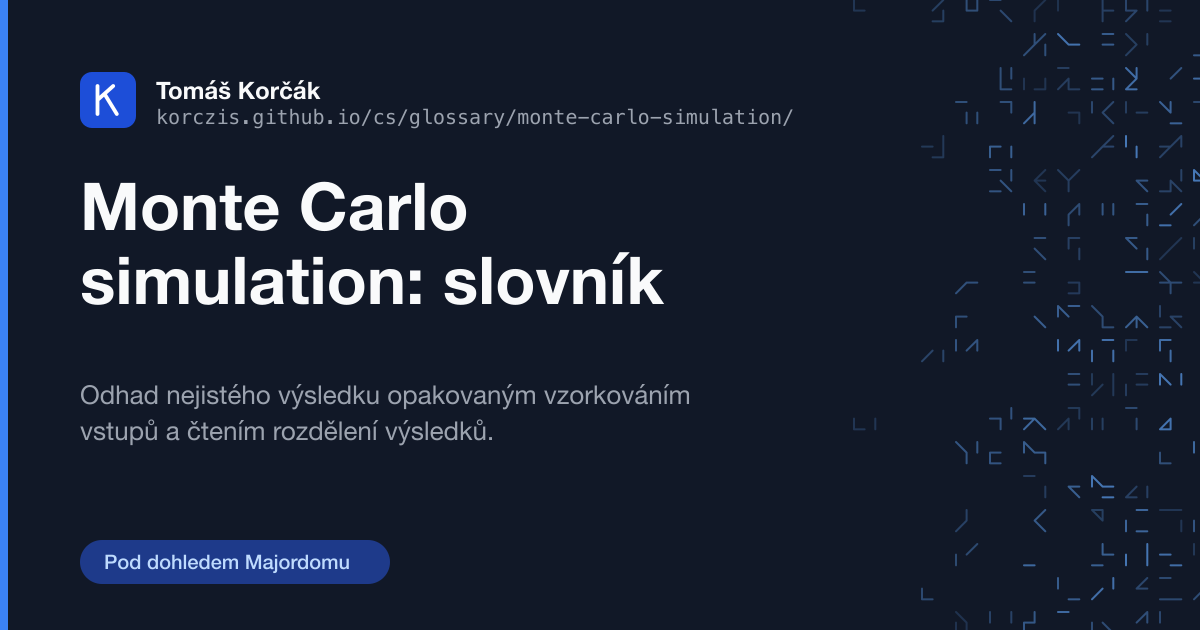 K
Tomáš Korčák
korczis.github.io/cs/glossary/monte-carlo-simulation/
Monte Carlo
simulation: slovník
Odhad nejistého výsledku opakovaným vzorkováním
vstupů a čtením rozdělení výsledků.
Pod dohledem Majordomu